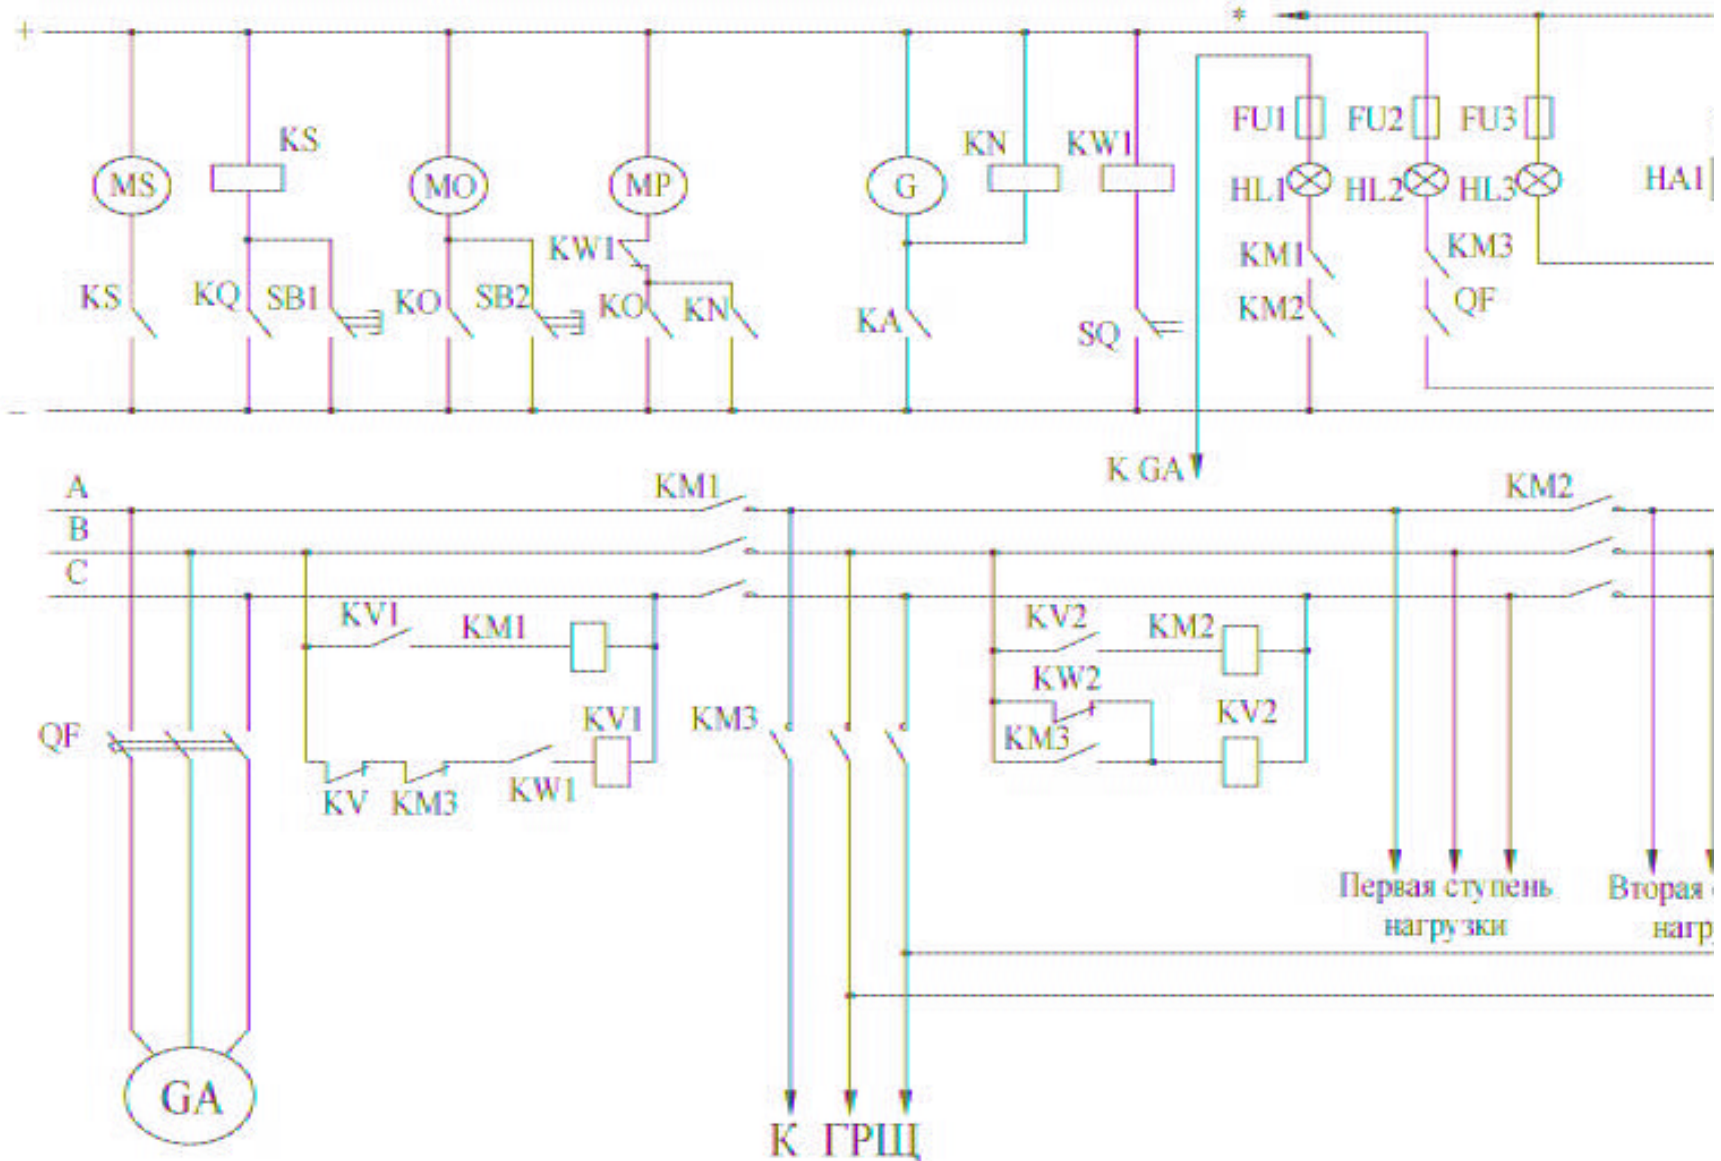 *
+
FU1 FU2 FU3
KS KN KW1
MS MO MP G HL1 HL2 HL3 HA1
KW1 KM1 KM3
KS KQ SB1 KO SB2 KO KN KA SQ KM2 QF
–
К GA
A KM1 KM2
B
C
KV1 KM1 KV2 KM2
KW2
QF KV1 KM3 KV2
KM3
KV KM3 KW1
Первая ступень Вторая
нагрузки нагр
GA
К ГРЩ